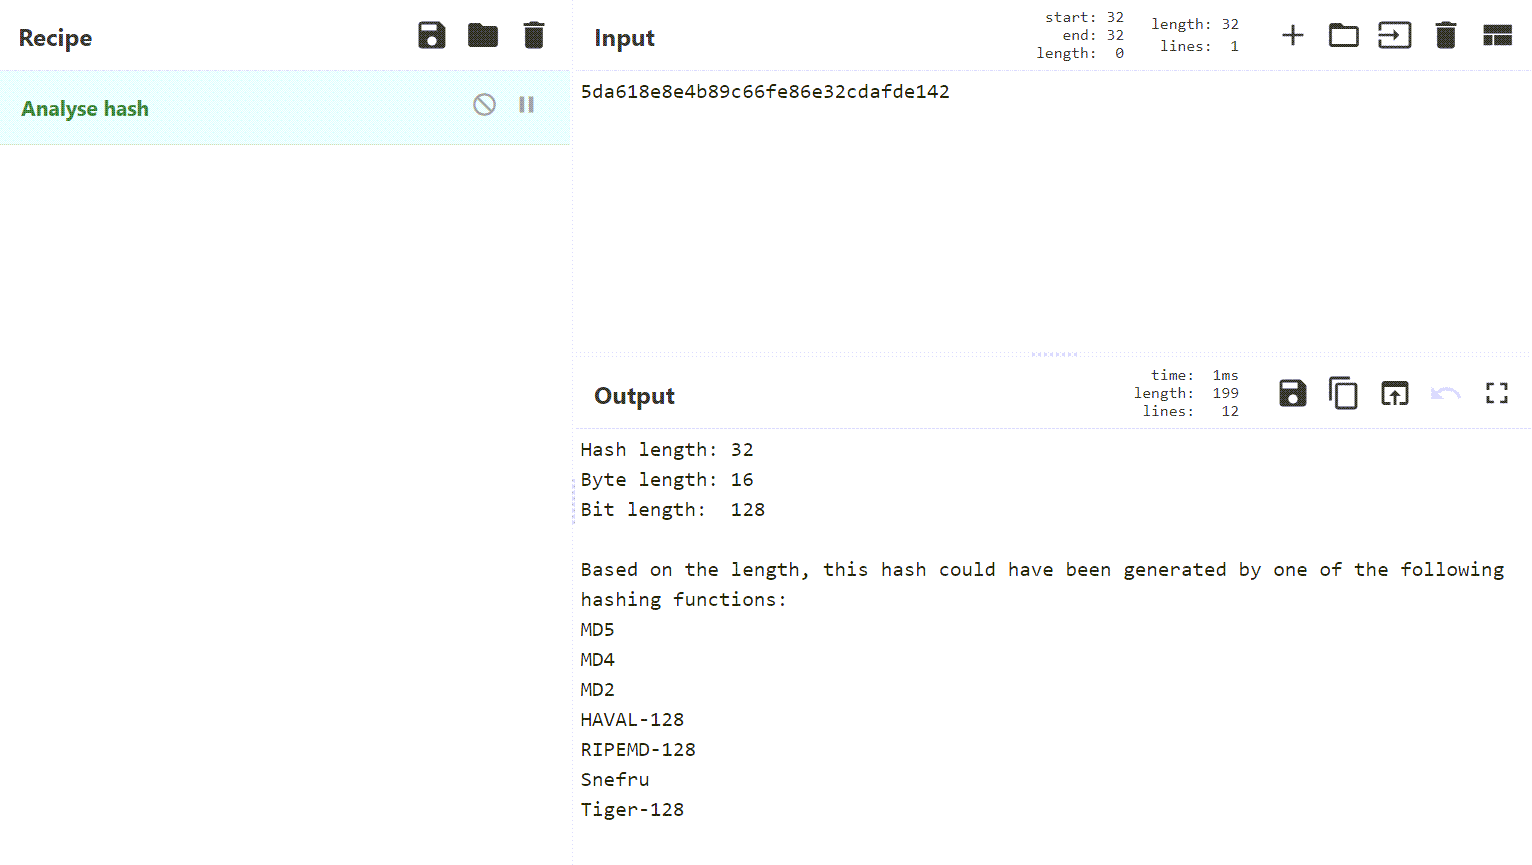 Recipe
Analyse hash
Input
start: 32
end: 32
length: 0
length: 32
lines: 1
5da618e8e4b89c66fe86e32cdafde142
Output
time: 1ms
length: 199
lines: 12
Hash length: 32
Byte length: 16
Bit length: 128
Based on the length, this hash could have been generated by one of the following
hashing functions:
MD5
MD4
MD2
HAVAL-128
RIPEMD-128
Snefru
Tiger-128